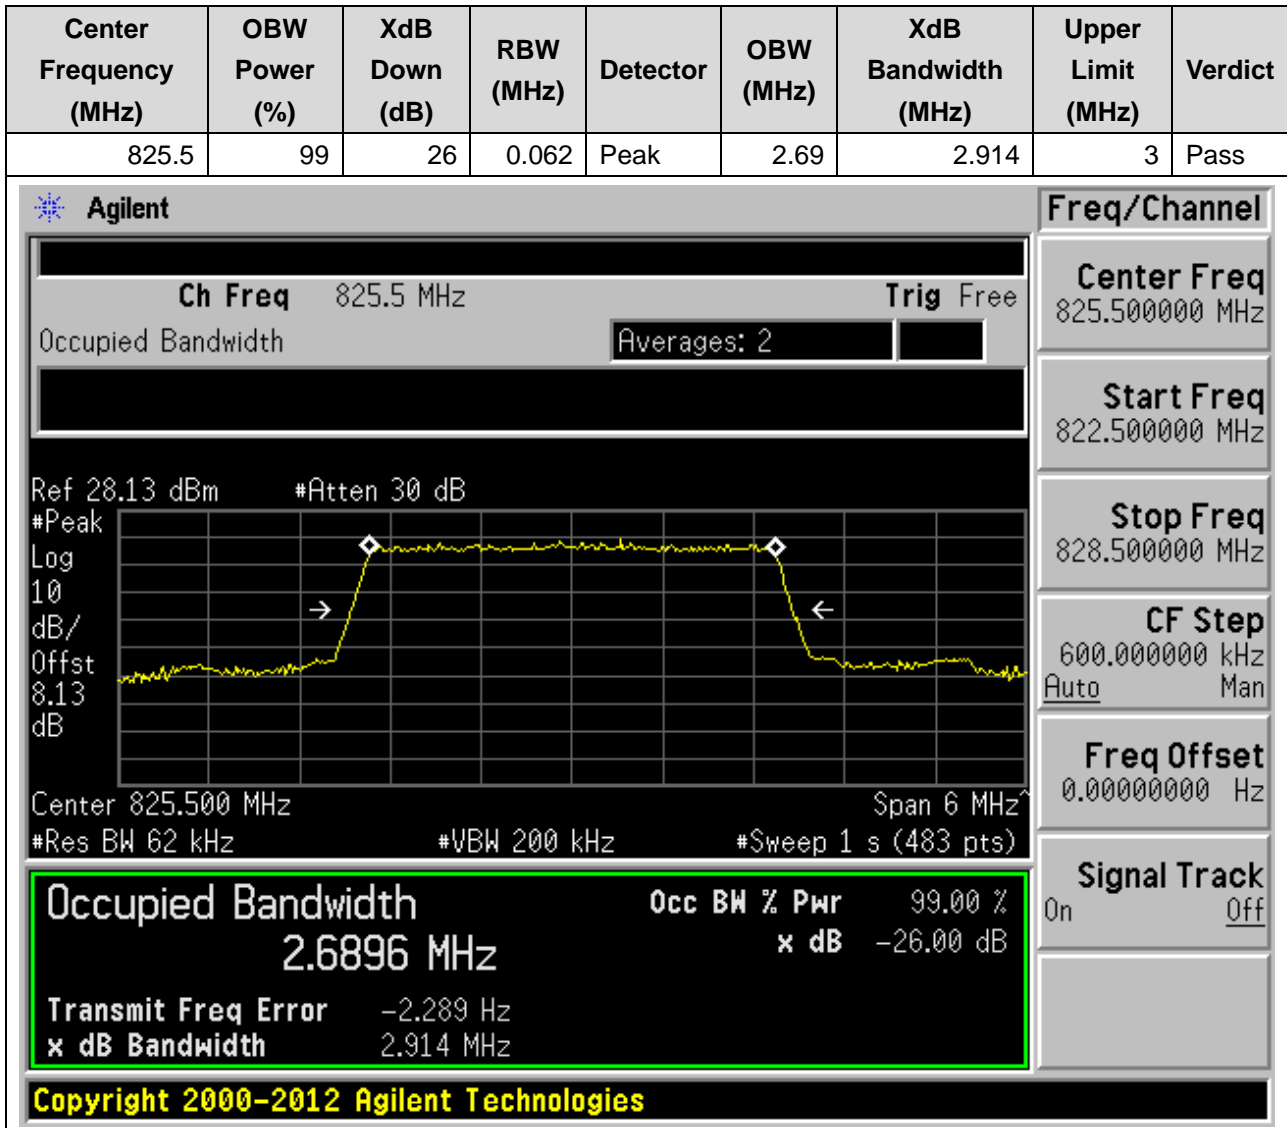 Center Frequency (MHz) OBW Power (%) XdB Down (dB) RBW (MHz) Detector OBW (MHz) XdB Bandwidth (MHz) Upper Limit (MHz) Verdict
825.5 99 26 0.062 Peak 2.69 2.914 3 Pass
Agilent
Freq/Channel
Ch Freq 825.5 MHz Trig Free
Occupied Bandwidth Averages: 2
Center Freq
825.500000 MHz
Start Freq
822.500000 MHz
Stop Freq
828.500000 MHz
CF Step
600.000000 kHz
Auto Man
Freq Offset
0.00000000 Hz
Signal Track
On Off
Ref 28.13 dBm #Atten 30 dB
#Peak
Log
10
dB/
Offst
8.13
dB
Center 825.500 MHz Span 6 MHz^
#Res BW 62 kHz #VBW 200 kHz #Sweep 1 s (483 pts)
Occupied Bandwidth
2.6896 MHz
Occ BW % Pwr 99.00 %
x dB -26.00 dB
Transmit Freq Error -2.289 Hz
x dB Bandwidth 2.914 MHz
Copyright 2000-2012 Agilent Technologies